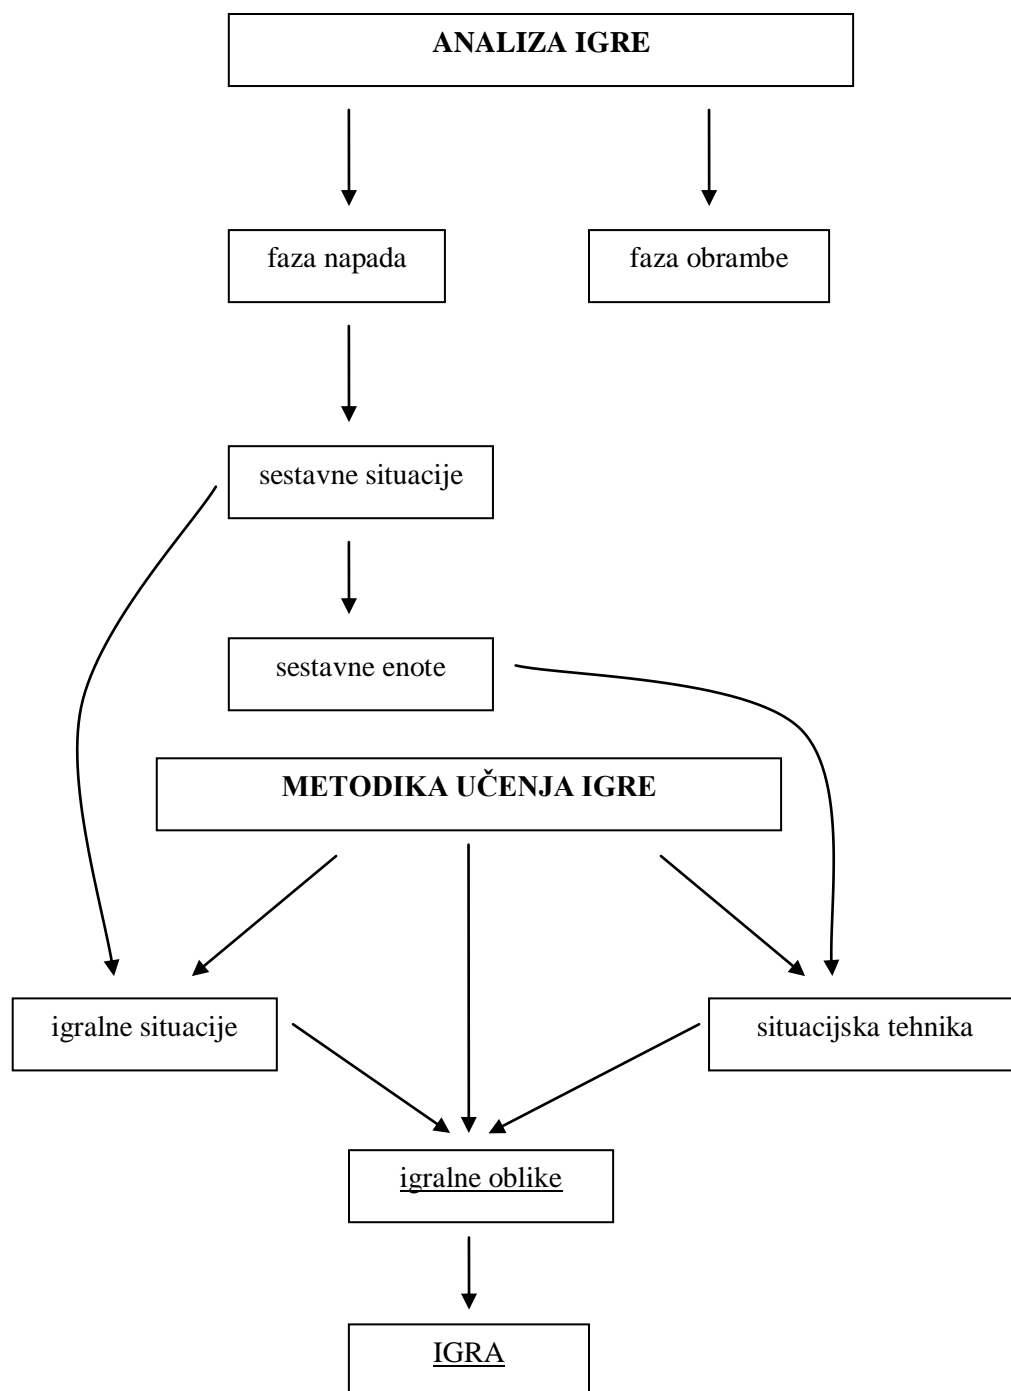 ANALIZA IGRE
faza napada
faza obrambe
sestavne situacije
sestavne enote
METODIKA UČENJA IGRE
igralne situacije
situacijska tehnika
igralne oblike
IGRA